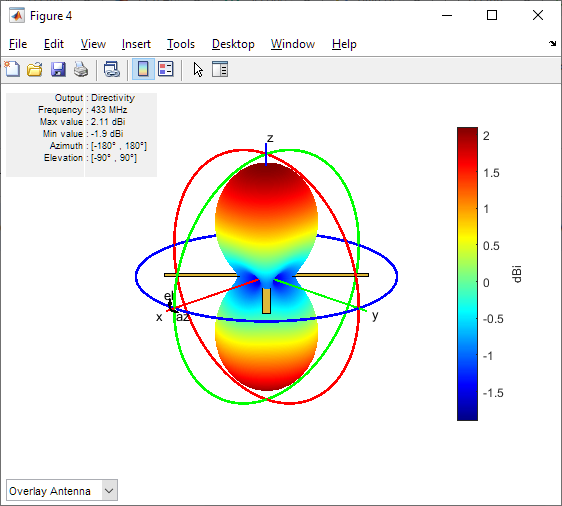 Figure 4
File Edit View Insert Tools Desktop Window Help
Output : Directivity
Frequency : 433 MHz
Max value : 2.11 dBi
Min value : -1.9 dBi
Azimuth : [-180° , 180°]
Elevation : [-90° , 90°]
z
el
az
x
y
2
1.5
1
0.5
0
-0.5
-1
-1.5
dBi
Overlay Antenna